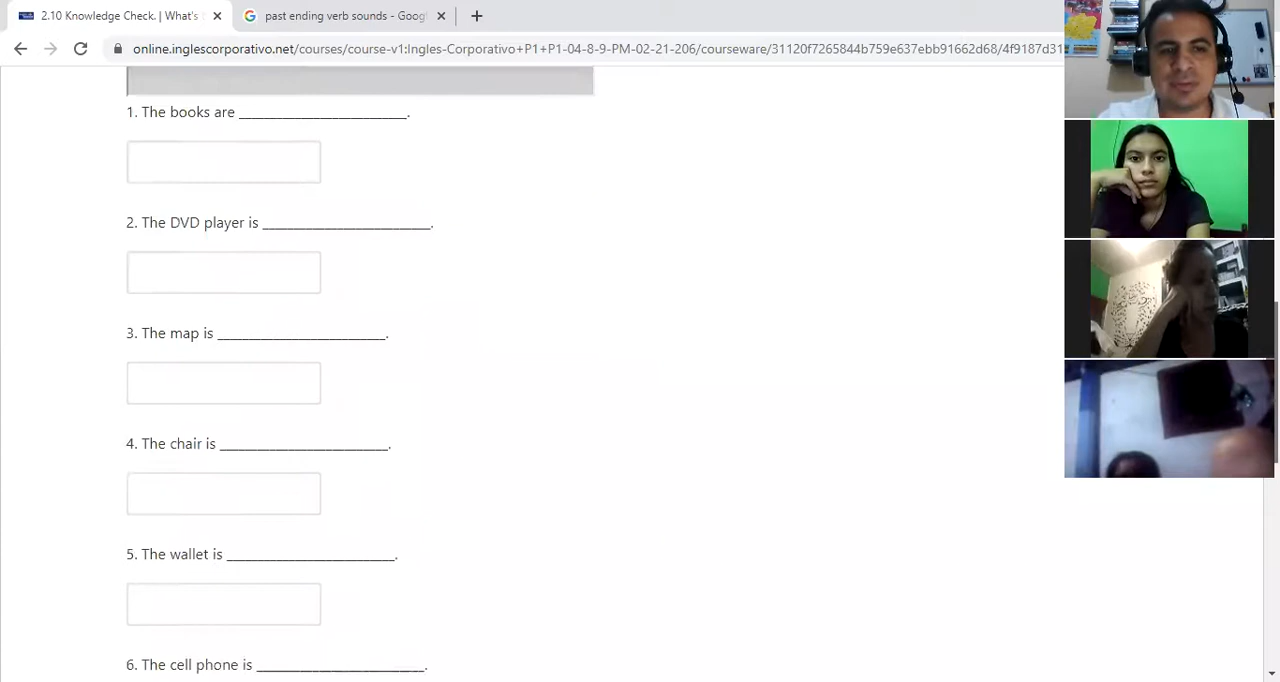 2.10 Knowledge Check. | What's
past ending verb sounds - Goog
online.inglescorporativo.net/courses/course-v1:Ingles-Corporativo+P1+P1-04-8-9-PM-02-21-206/courseware/31120f7265844b759e637ebb91662d68/4f9187d31
1. The books are ______________________.
2. The DVD player is ______________________.
3. The map is ______________________.
4. The chair is ______________________.
5. The wallet is ______________________.
6. The cell phone is ______________________.